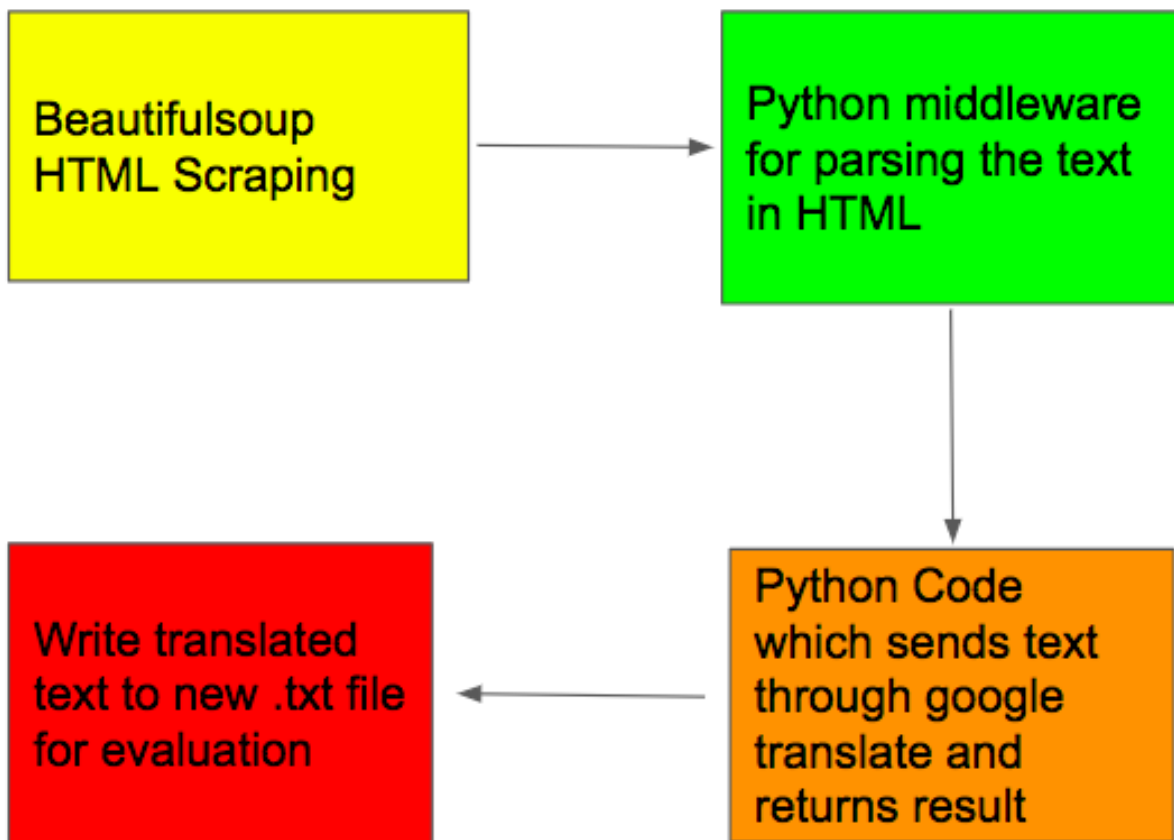 Beautifulsoup
HTML Scraping
Python middleware
for parsing the text
in HTML
Python Code
which sends text
through google
translate and
returns result
Write translated
text to new .txt file
for evaluation